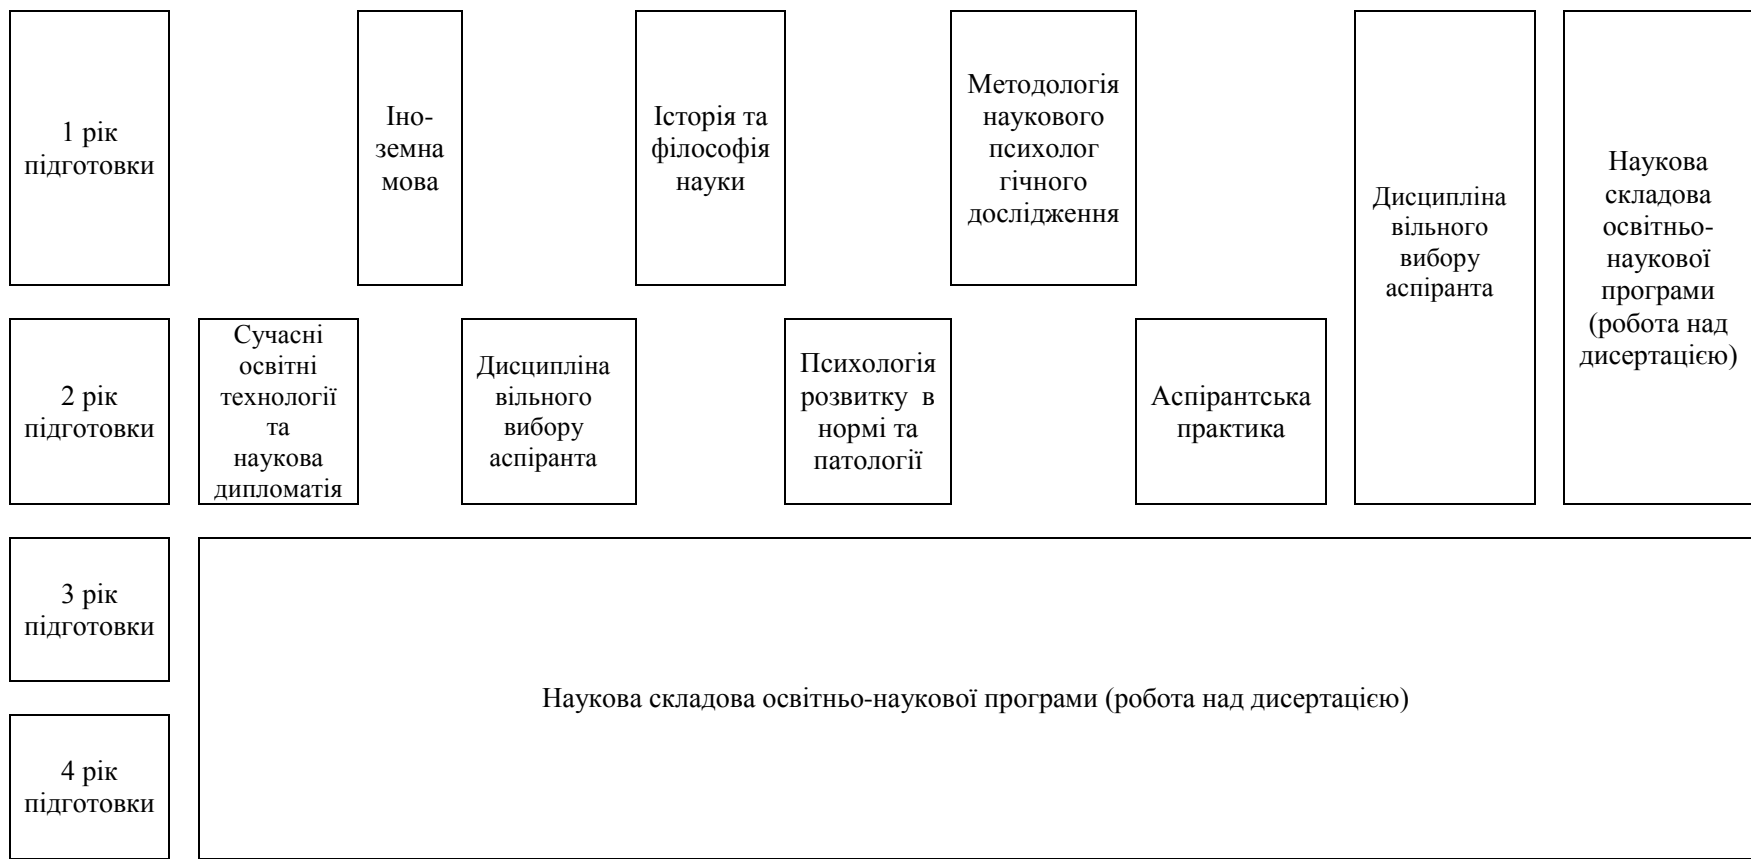 1 рік
підготовки
Іно-
земна
мова
Історія та
філософія
науки
Методологія
наукового
психолог
гічного
дослідження
Дисципліна
вільного
вибору
аспіранта
Наукова
складова
освітньо-
наукової
програми
(робота над
дисертацією)
2 рік
підготовки
Сучасні
освітні
технології
та
наукова
дипломатія
Дисципліна
вільного
вибору
аспіранта
Психологія
розвитку в
нормі та
патології
Аспірантська
практика
3 рік
підготовки
Наукова складова освітньо-наукової програми (робота над дисертацією)
4 рік
підготовки